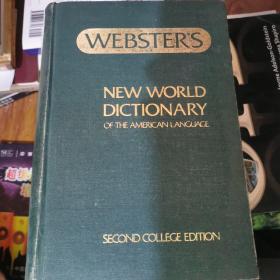 WEBSTER'S
NEW WORLD
DICTIONARY
OF THE AMERICAN LANGUAGE
SECOND COLLEGE EDITION